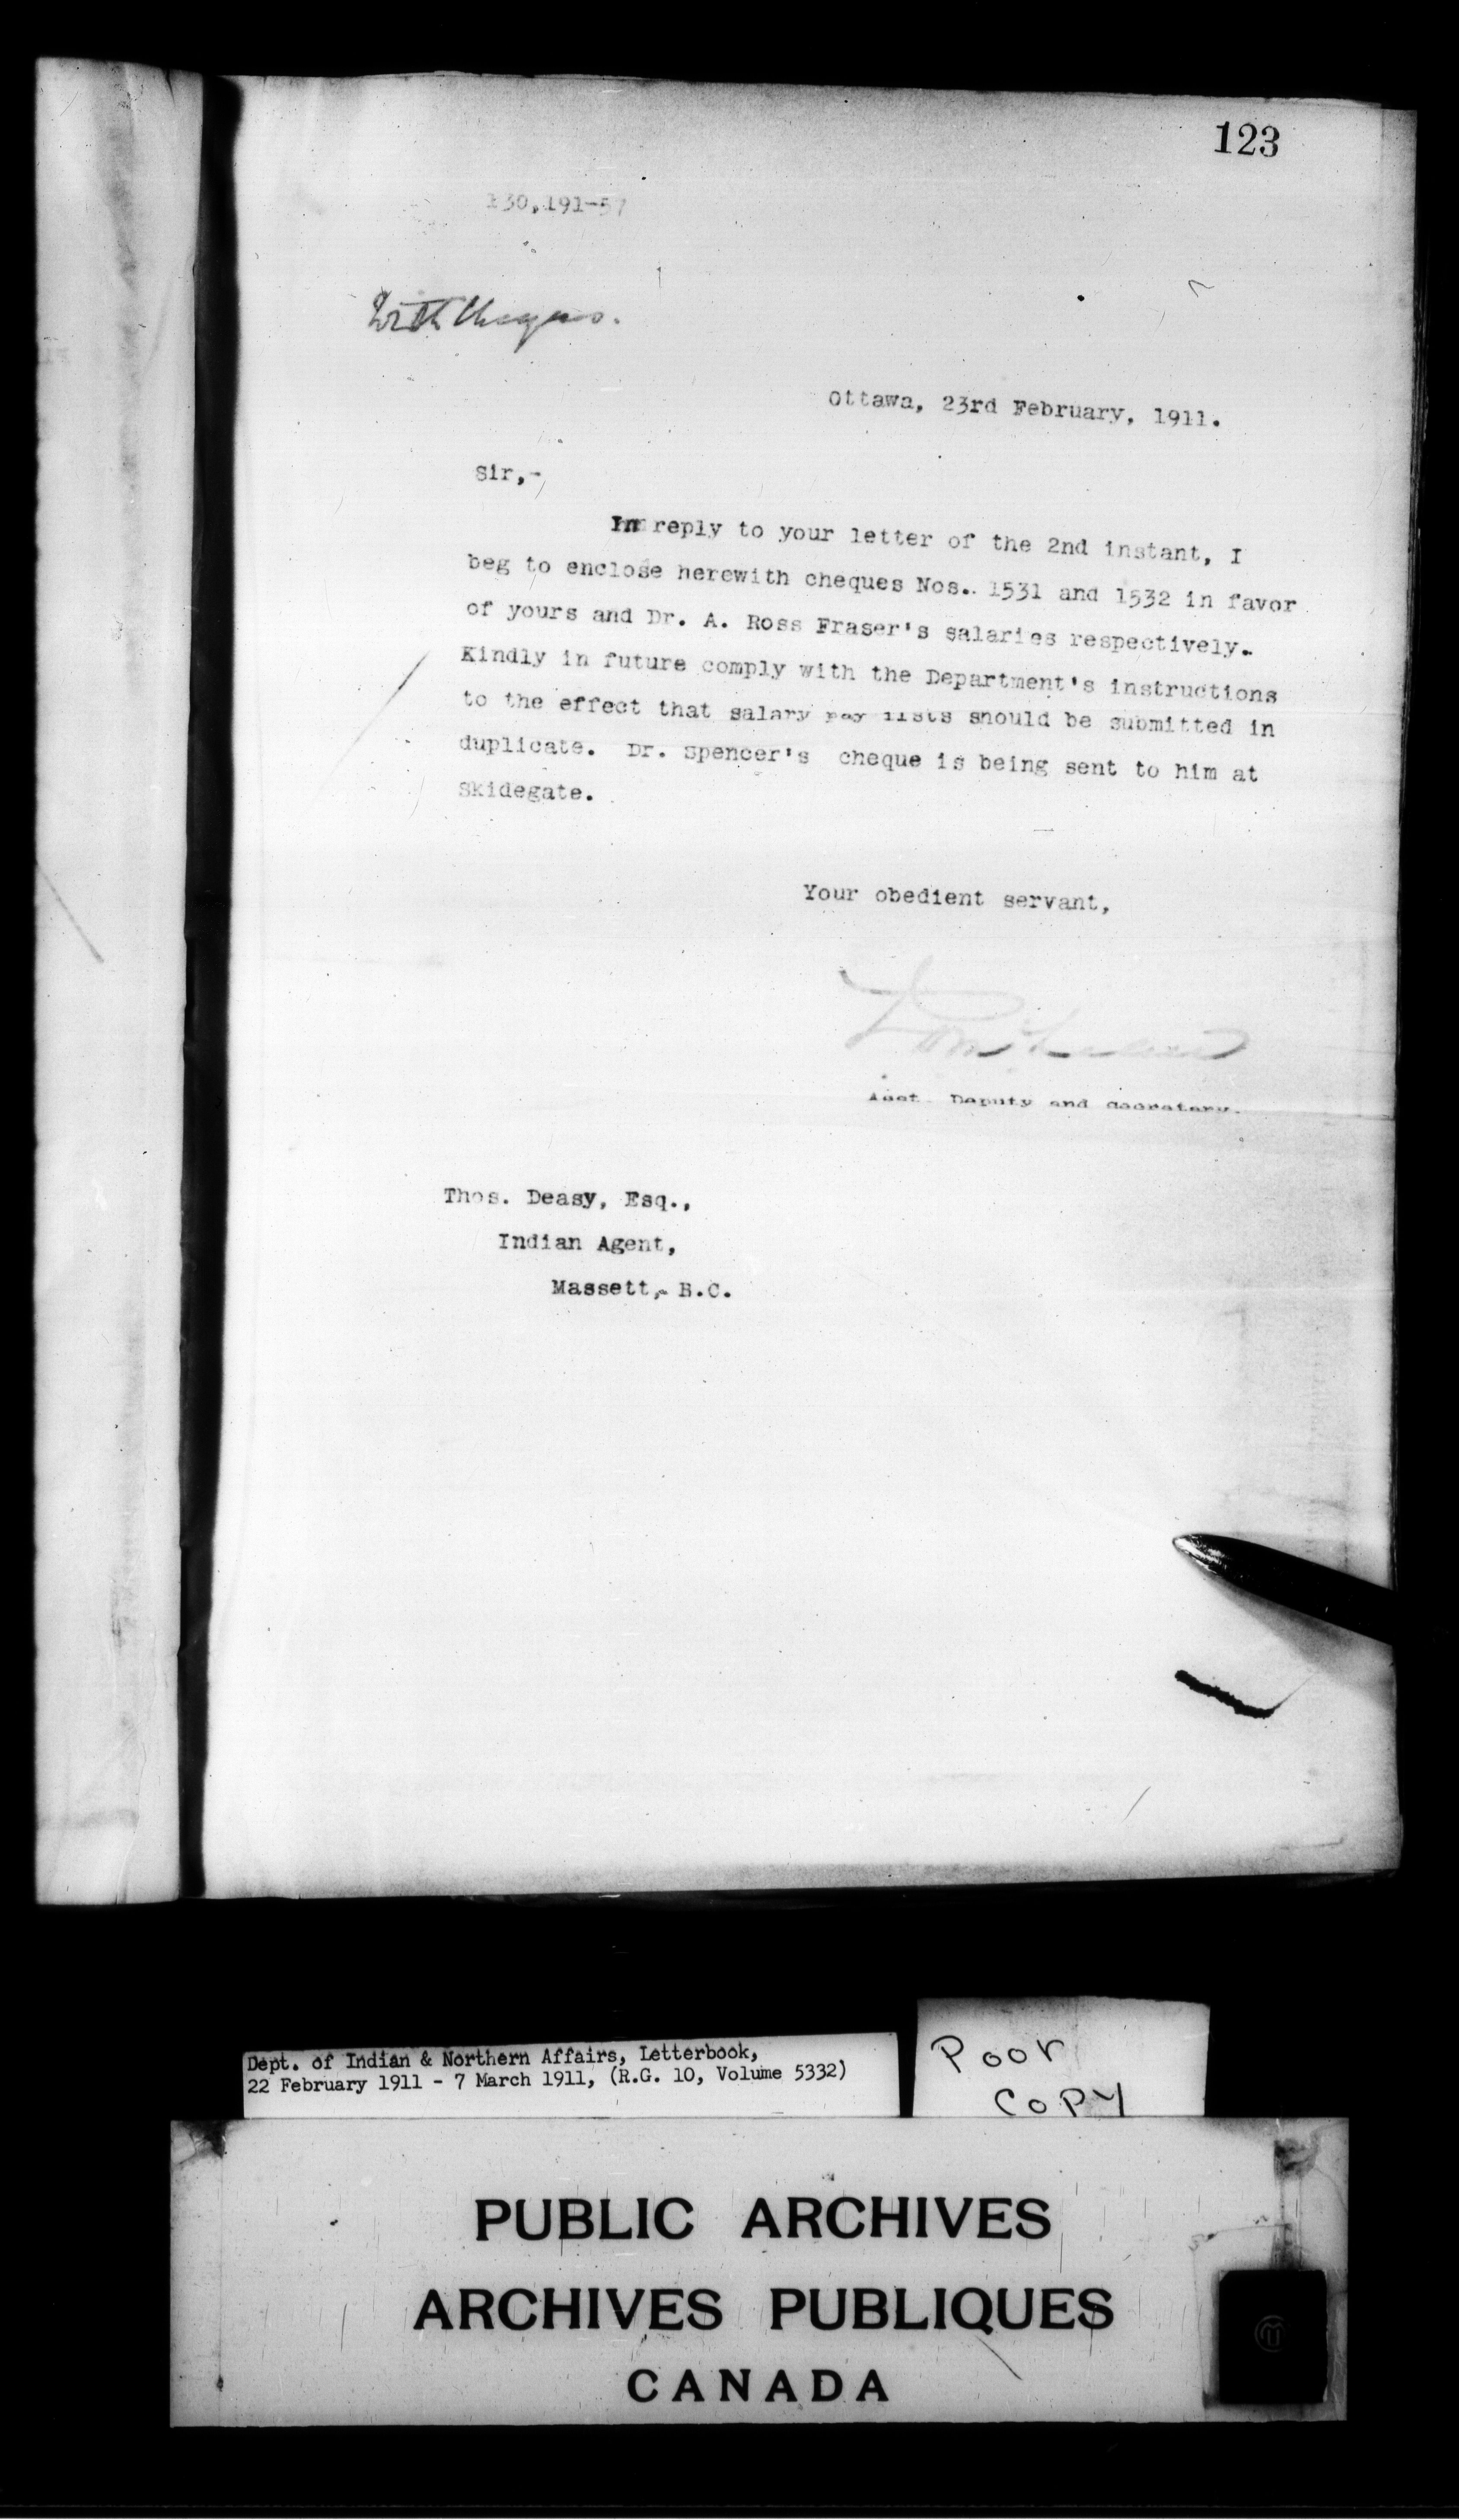 123
130,191-57
With Cheques.
Ottawa, 23rd February, 1911.
Sir,-
In reply to your letter of the 2nd instant, I
beg to enclose herewith cheques Nos. 1531 and 1532 in favor
of yours and Dr. A. Ross Fraser's salaries respectively.
Kindly in future comply with the Department's instructions
to the effect that salary pay lists should be submitted in
duplicate. Dr. Spencer's cheque is being sent to him at
Skidegate.
Your obedient servant,
Asst. Deputy and Secretary.
Thos. Deasy, Esq.,
Indian Agent,
Massett,- B.C.
Dept. of Indian & Northern Affairs, Letterbook,
22 February 1911 - 7 March 1911, (R.G. 10, Volume 5332)
Poor
Copy
PUBLIC ARCHIVES
ARCHIVES PUBLIQUES
CANADA